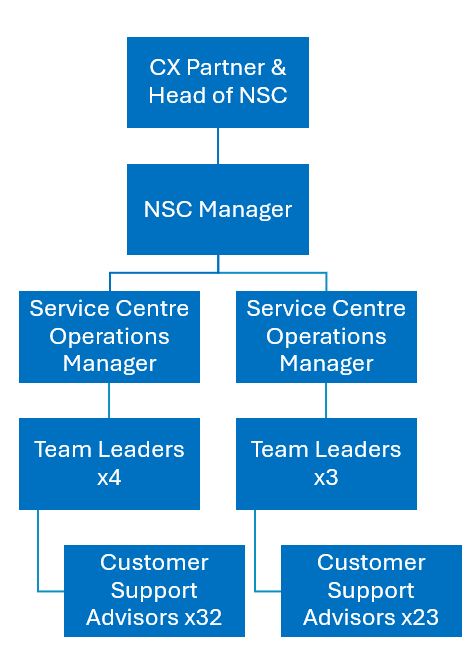 CX Partner &
Head of NSC
NSC Manager
Service Centre
Operations
Manager
Service Centre
Operations
Manager
Team Leaders
x4
Team Leaders
x3
Customer
Support
Advisors x32
Customer
Support
Advisors x23